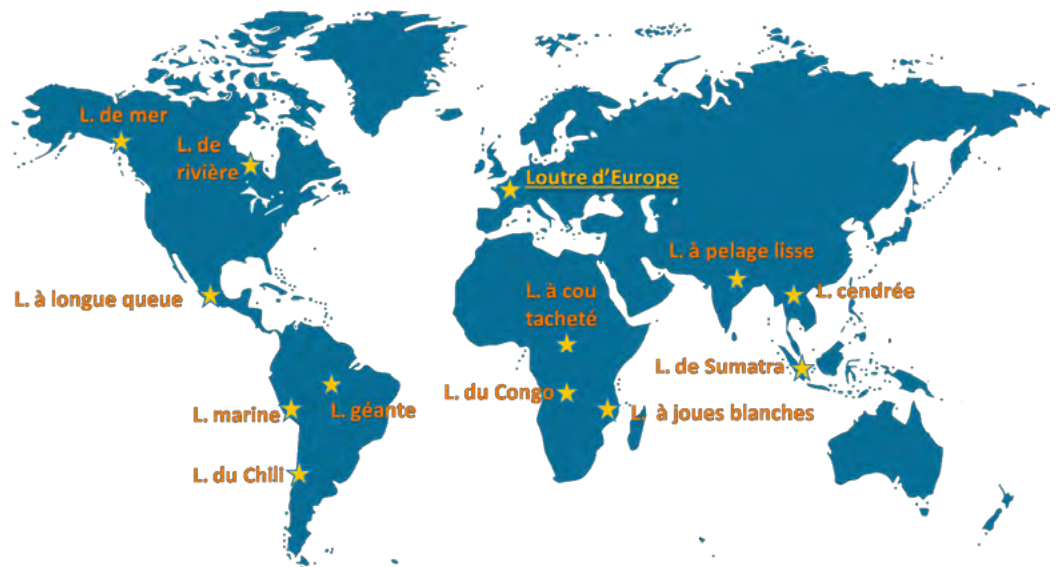 L. de mer
L. de
rivière
Loutre d'Europe
L. à pelage lisse
L. à longue queue
L. à cou
tacheté
L. cendrée
L. de Sumatra
L. du Congo
L. marine
L. géante
L. à joues blanches
L. du Chili